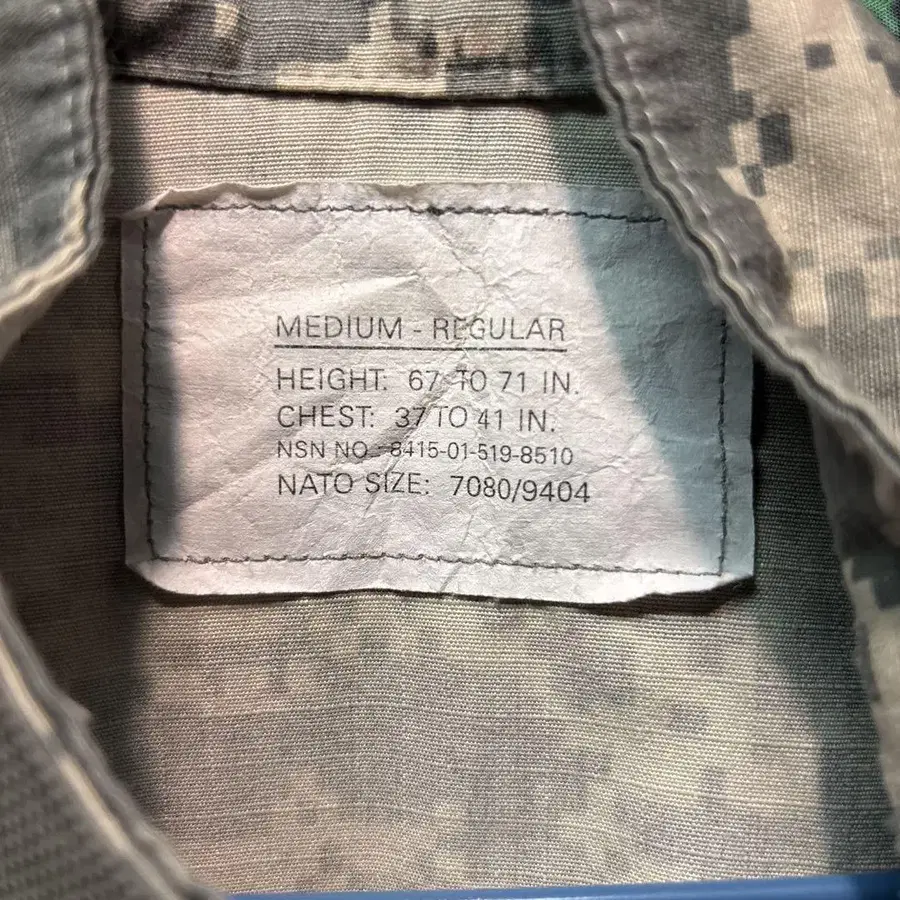 MEDIUM - REGULAR
HEIGHT: 67 TO 71 IN.
CHEST: 37 TO 41 IN.
NSN NO.: 8415-01-519-8510
NATO SIZE: 7080/9404